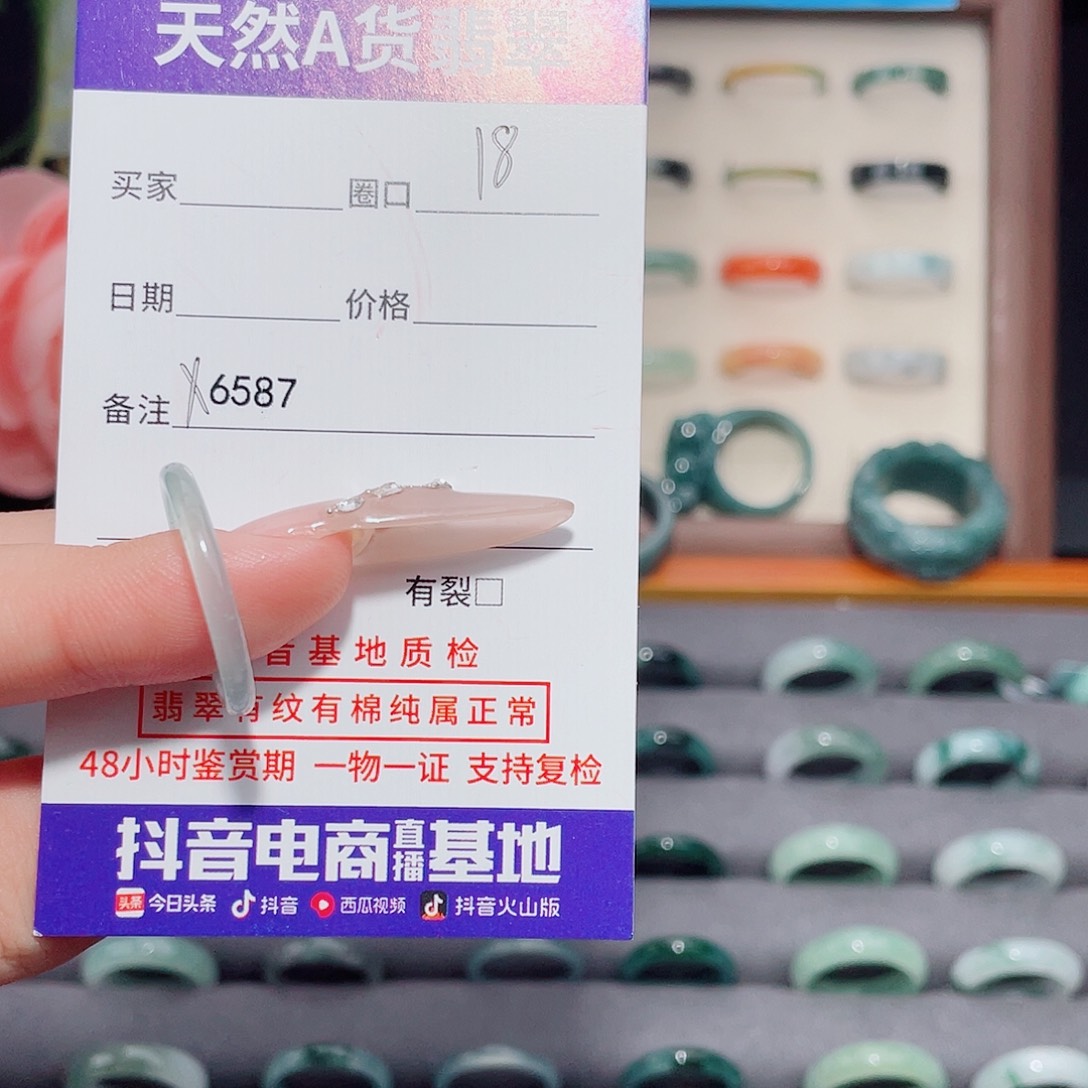 天然A货翡翠
买家 圈口 18
日期 价格
备注 X6587
有裂□
音基地质检
翡翠有纹有棉纯属正常
48小时鉴赏期 一物一证 支持复检
抖音电商直播基地
头条 今日头条 抖音 西瓜视频 抖音火山版